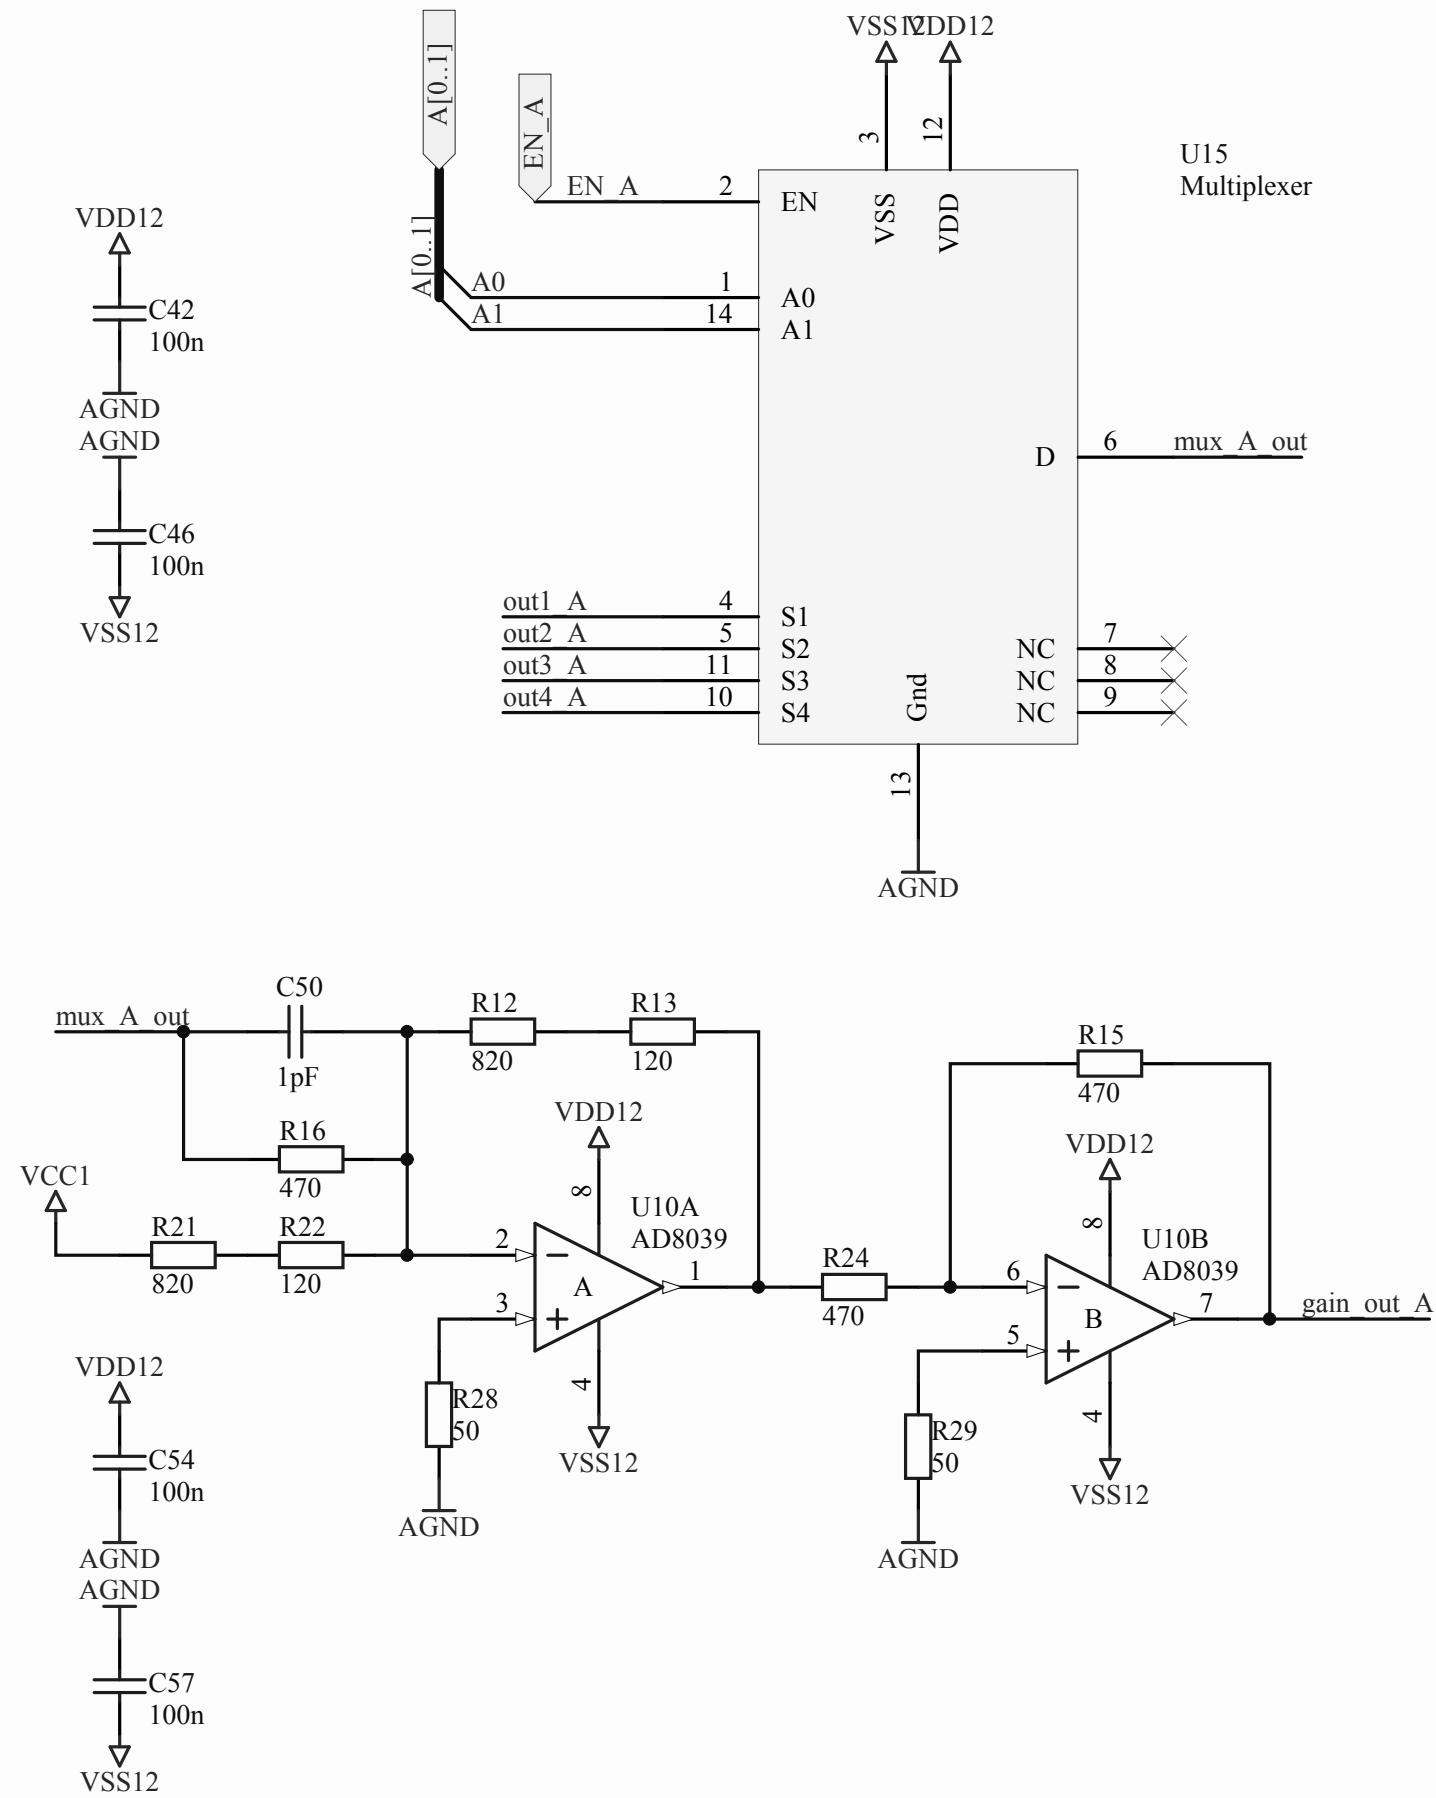 VSS12
VDD12
A[0..1]
EN_A
3
12
U15
Multiplexer
EN_A
2
EN
VSS
VDD
VDD12
A[0..1]
A0
1
A0
A1
14
A1
C42
100n
AGND
AGND
D
6
mux_A_out
C46
100n
VSS12
out1_A
4
S1
out2_A
5
S2
NC
7
out3_A
11
S3
NC
8
out4_A
10
S4
NC
9
Gnd
13
AGND
C50
R12
R13
mux_A_out
1pF
820
120
R15
470
VDD12
R16
VDD12
VCC1
470
8
U10A
AD8039
R21
R22
8
U10B
AD8039
2
820
120
A
1
R24
6
3
470
B
7
gain_out_A
5
VDD12
4
R28
50
4
R29
50
C54
100n
VSS12
VSS12
AGND
AGND
AGND
AGND
C57
100n
VSS12